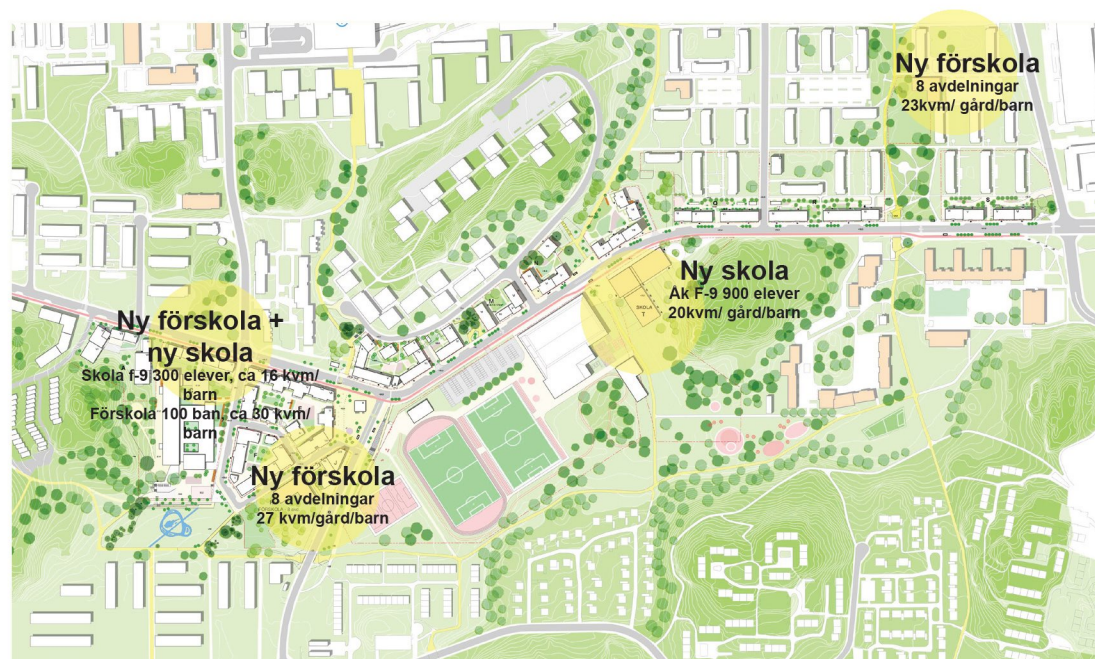 Ny förskola
8 avdelningar
23kvm/ gård/barn
Ny skola
Åk F-9 900 elever
20kvm/ gård/barn
SKOLA
T
Ny förskola +
ny skola
Skola f-9 300 elever, ca 16 kvm/
barn
Förskola 100 ban, ca 30 kvm/
barn
Ny förskola
8 avdelningar
27 kvm/gård/barn